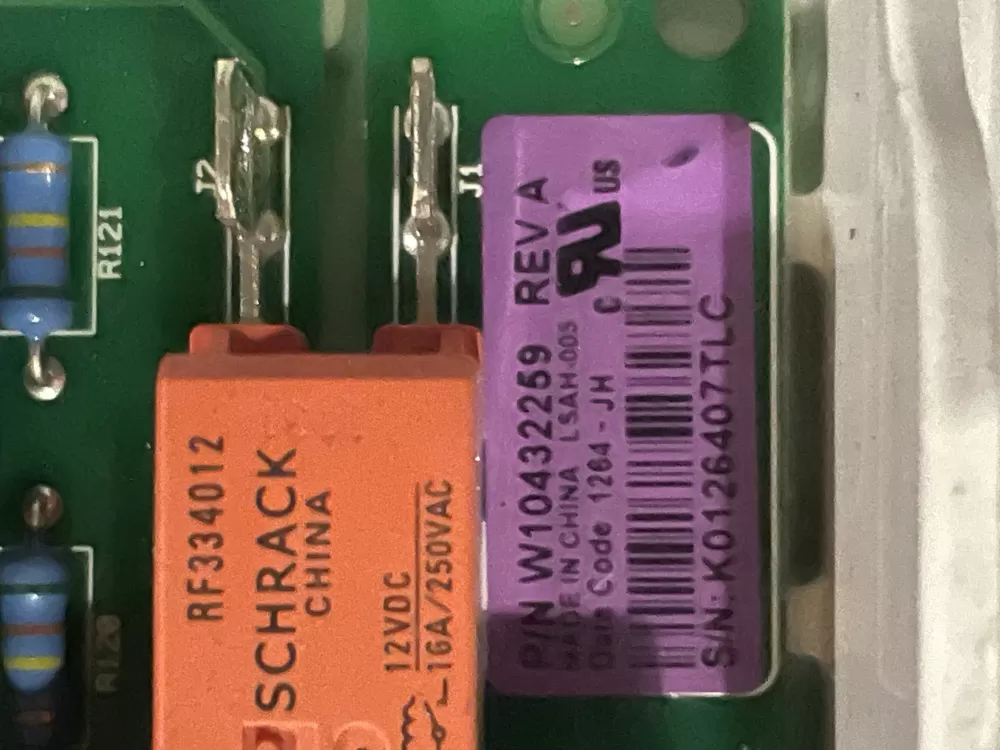 J2
J1
R121
R120
RF334012
SCHRACK
CHINA
12VDC
16A/250VAC
P/N W10432259 REV A
MADE IN CHINA LSAH-005
Date Code 1264-JH
C US
S/N:K0126407TLC